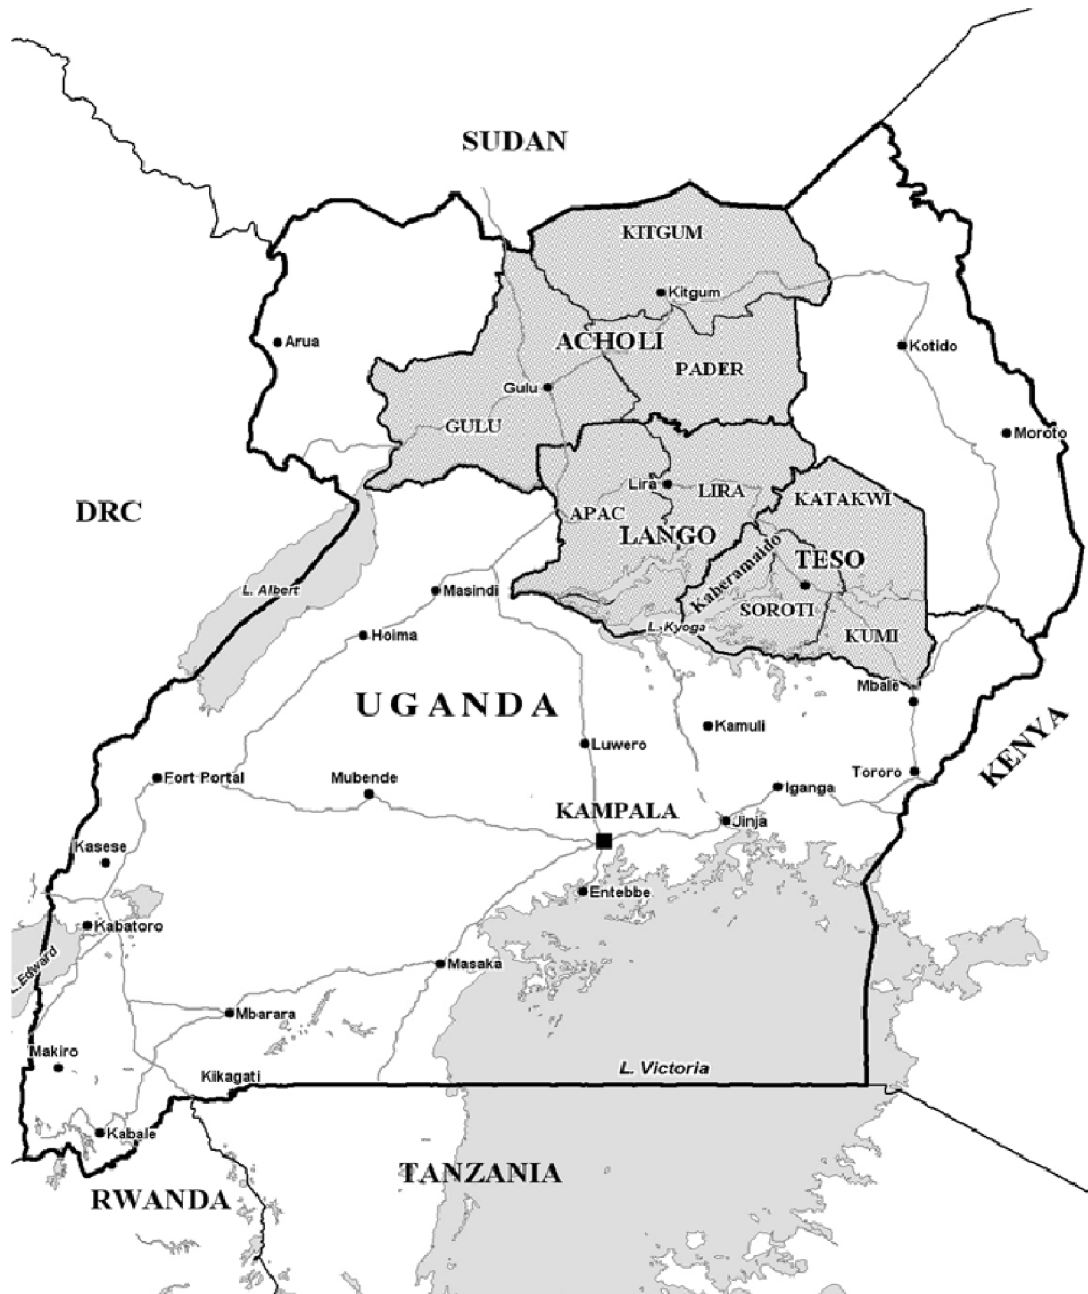 SUDAN
KITGUM
Kitgum
Arua
ACHOLI
Kotido
PADER
Gulu
GULU
Moroto
Lira
LIRA
KATAKWI
DRC
APAC
LANGO
Kaberamaido
TESO
L. Albert
Masindi
SOROTI
L. Kyoga
Hoima
KUMI
Mbale
UGANDA
Kamuli
Luwero
KENYA
Fort Portal
Mubende
Tororo
Iganga
KAMPALA
Jinja
Kasese
Entebbe
Kabatoro
L.Edward
Masaka
Mbarara
Makiro
Kikagati
L. Victoria
Kabale
TANZANIA
RWANDA